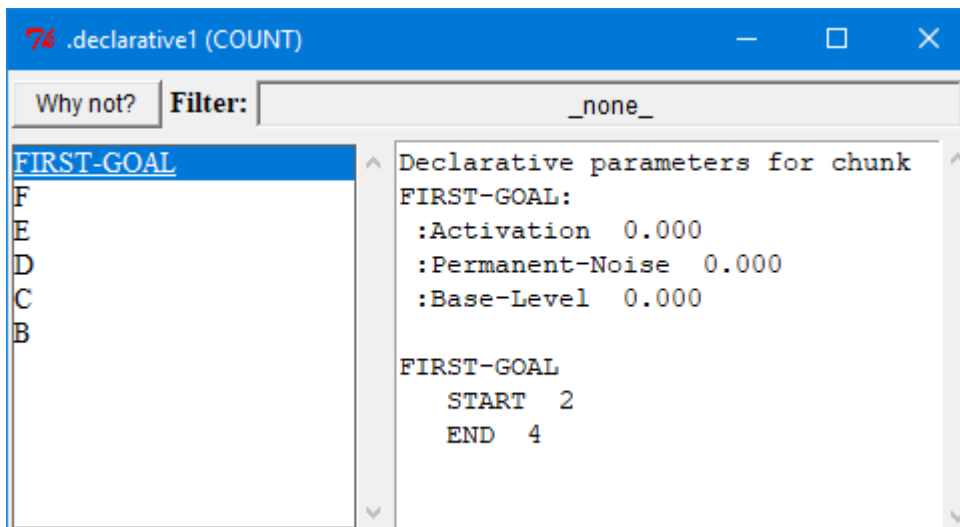 .declarative1 (COUNT)
Why not? Filter: _none_
FIRST-GOAL
F
E
D
C
B
Declarative parameters for chunk
FIRST-GOAL:
:Activation 0.000
:Permanent-Noise 0.000
:Base-Level 0.000
FIRST-GOAL
START 2
END 4